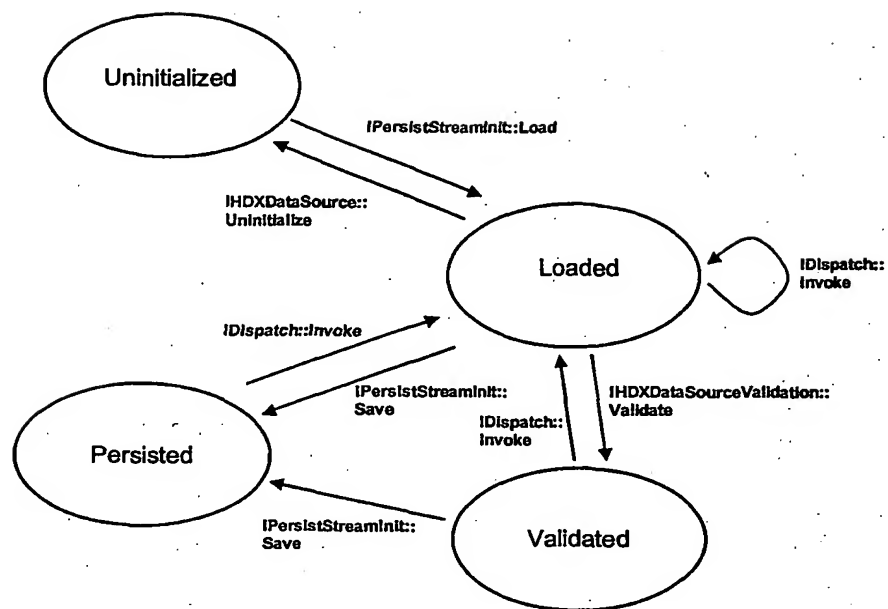 Uninitialized
IPersistStreamInit::Load
IHDXDataSource::
Uninitialize
Loaded
IDispatch::
Invoke
IDispatch::Invoke
IPersistStreamInit::
Save
IHDXDataSourceValidation::
Validate
IDispatch::
Invoke
Persisted
IPersistStreamInit::
Save
Validated